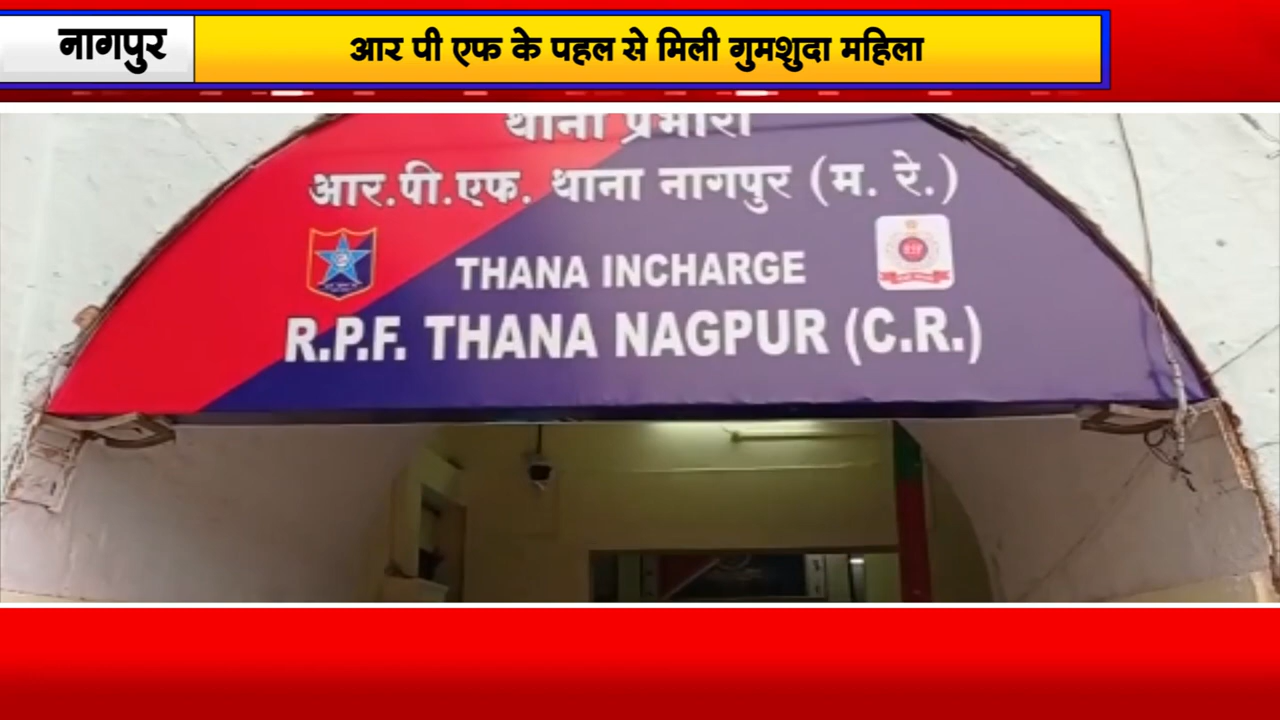 नागपुर
आर पी एफ के पहल से मिली गुमशुदा महिला
थाना प्रभारी
आर.पी.एफ. थाना नागपुर (म. रे.)
THANA INCHARGE
R.P.F. THANA NAGPUR (C.R.)